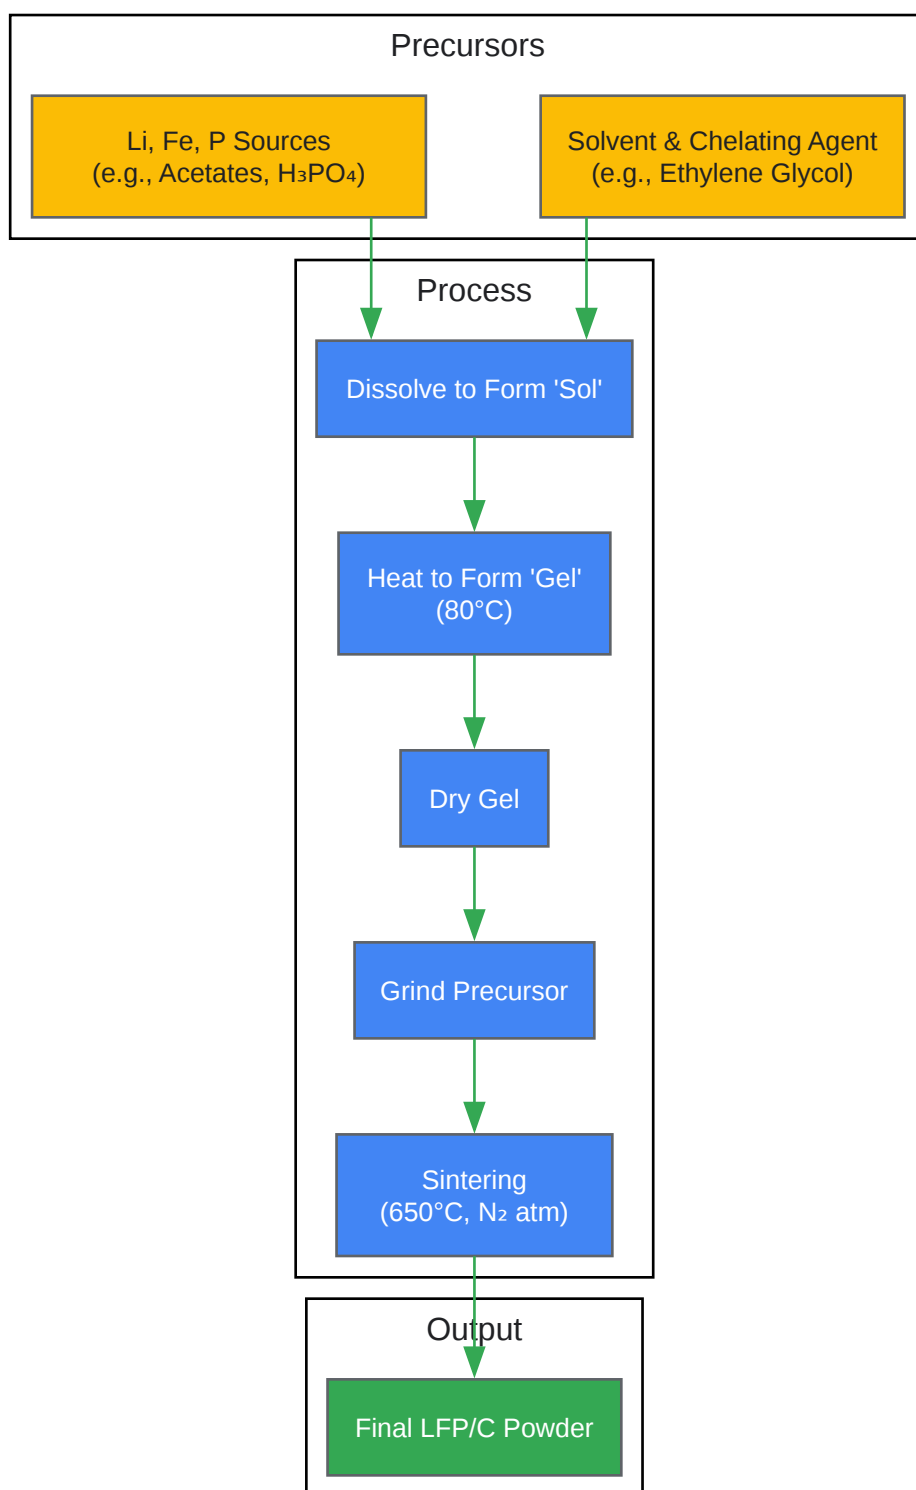 Precursors
Li, Fe, P Sources
(e.g., Acetates, H₃PO₄)
Solvent & Chelating Agent
(e.g., Ethylene Glycol)
Process
Dissolve to Form 'Sol'
Heat to Form 'Gel'
(80°C)
Dry Gel
Grind Precursor
Sintering
(650°C, N₂ atm)
Output
Final LFP/C Powder